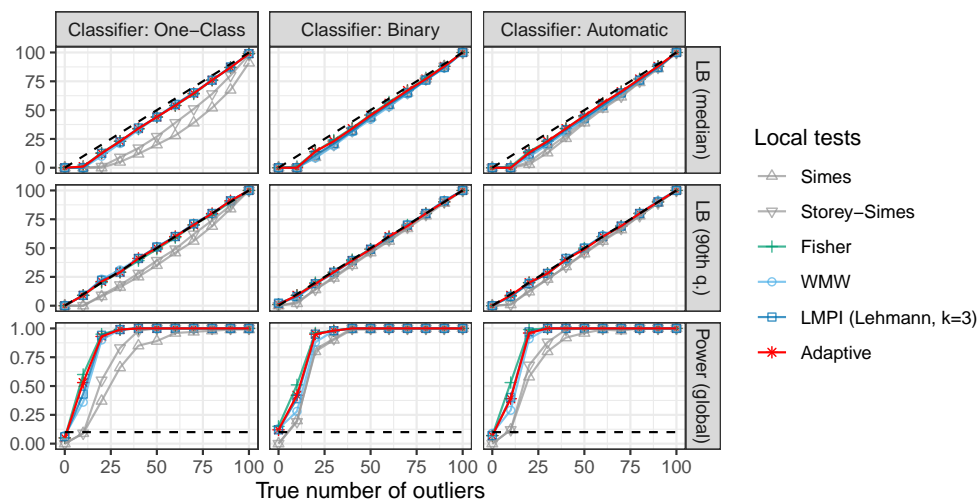 Classifier: One−Class
Classifier: Binary
Classifier: Automatic
100
75
50
25
0
LB (median)
100
75
50
25
0
LB (90th q.)
1.00
0.75
0.50
0.25
0.00
Power (global)
0 25 50 75 100
0 25 50 75 100
0 25 50 75 100
True number of outliers
Local tests
Simes
Storey−Simes
Fisher
WMW
LMPI (Lehmann, k=3)
Adaptive